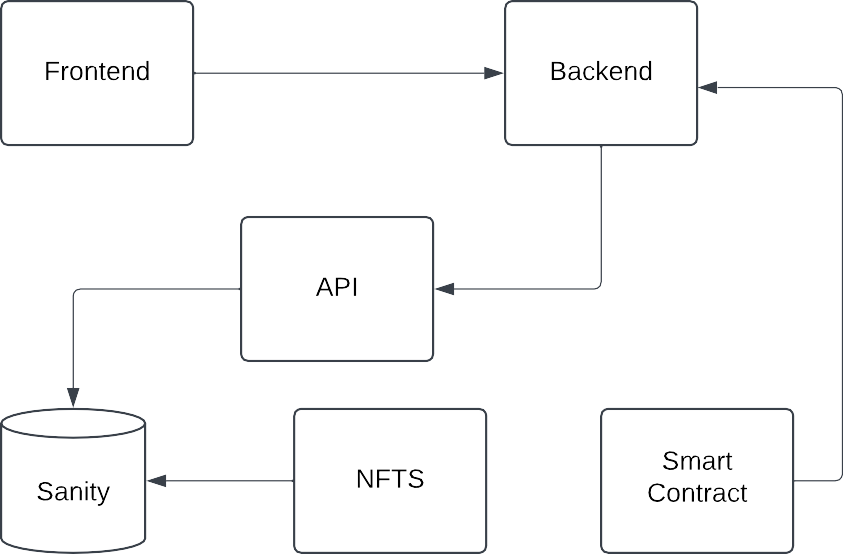 Frontend
Backend
API
Sanity
NFTS
Smart
Contract